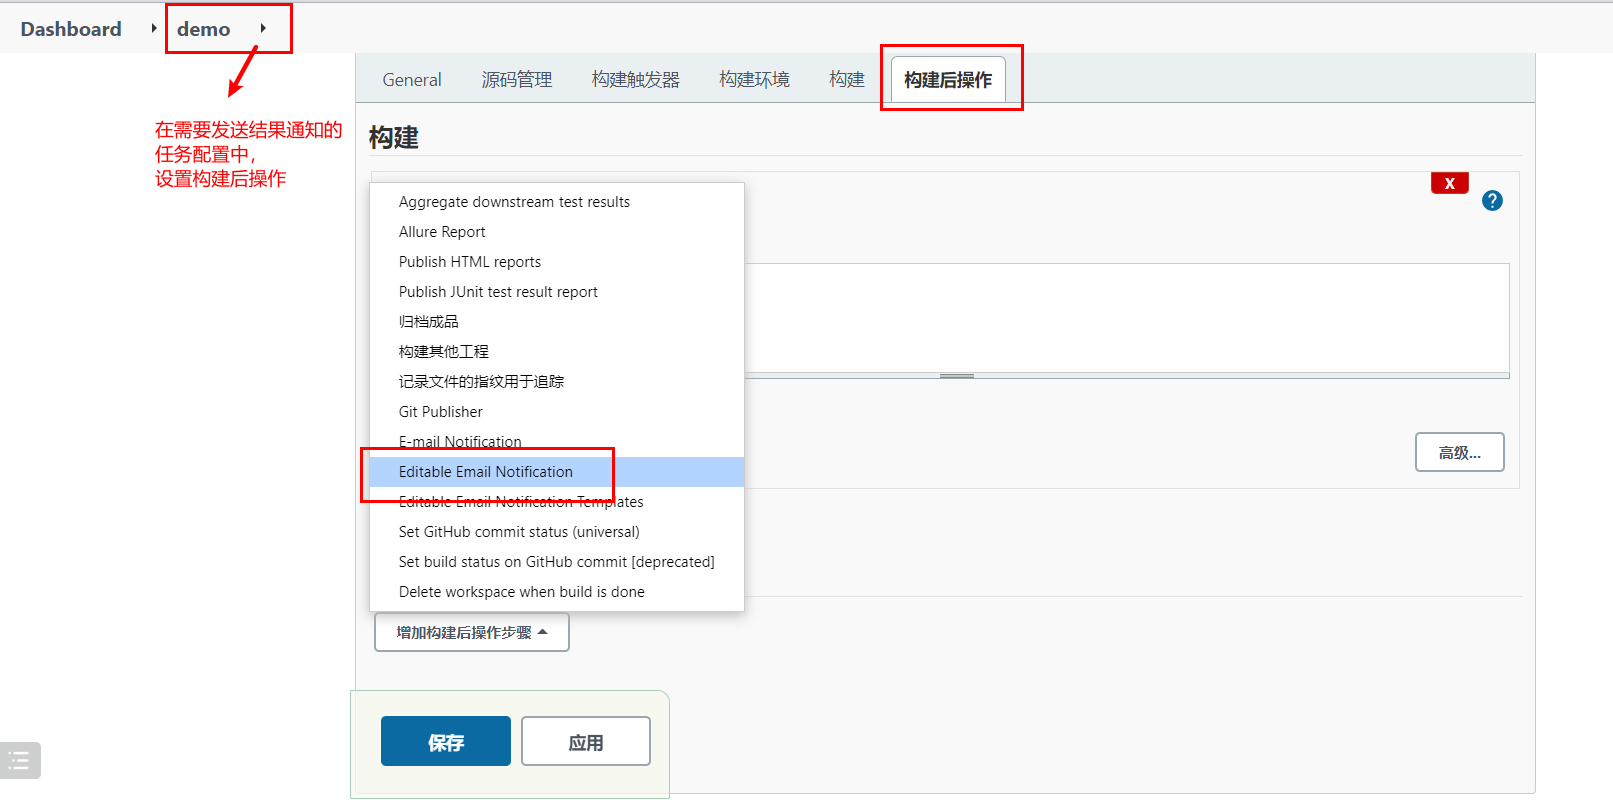 Dashboard
demo
General
源码管理
构建触发器
构建环境
构建
构建后操作
在需要发送结果通知的
任务配置中，
设置构建后操作
构建
X
?
Aggregate downstream test results
Allure Report
Publish HTML reports
Publish JUnit test result report
归档成品
构建其他工程
记录文件的指纹用于追踪
Git Publisher
E-mail Notification
高级...
Editable Email Notification
Editable Email Notification Templates
Set GitHub commit status (universal)
Set build status on GitHub commit [deprecated]
Delete workspace when build is done
增加构建后操作步骤
保存
应用